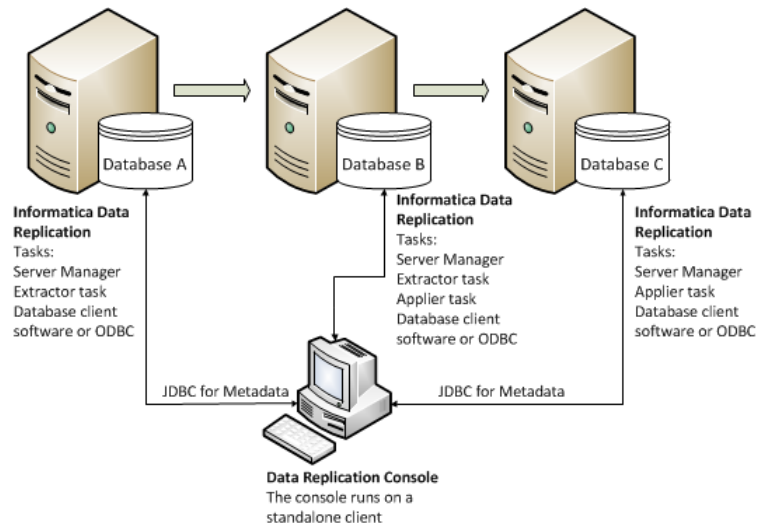 Database A
Database B
Database C
Informatica Data
Replication
Tasks:
Server Manager
Extractor task
Database client
software or ODBC
Informatica Data
Replication
Tasks:
Server Manager
Extractor task
Applier task
Database client
software or ODBC
Informatica Data
Replication
Tasks:
Server Manager
Applier task
Database client
software or ODBC
JDBC for Metadata
JDBC for Metadata
Data Replication Console
The console runs on a
standalone client